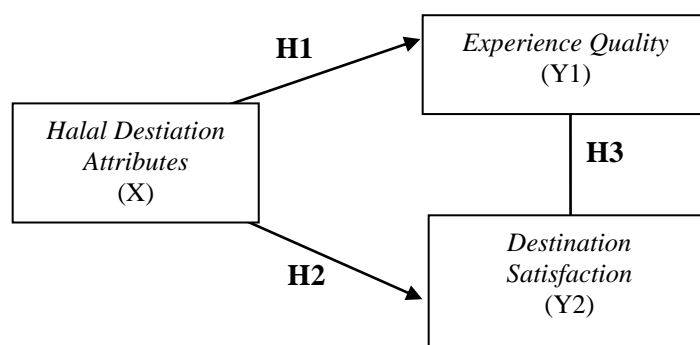 H1
Experience Quality
(Y1)
Halal Destiation
Attributes
(X)
H3
H2
Destination
Satisfaction
(Y2)